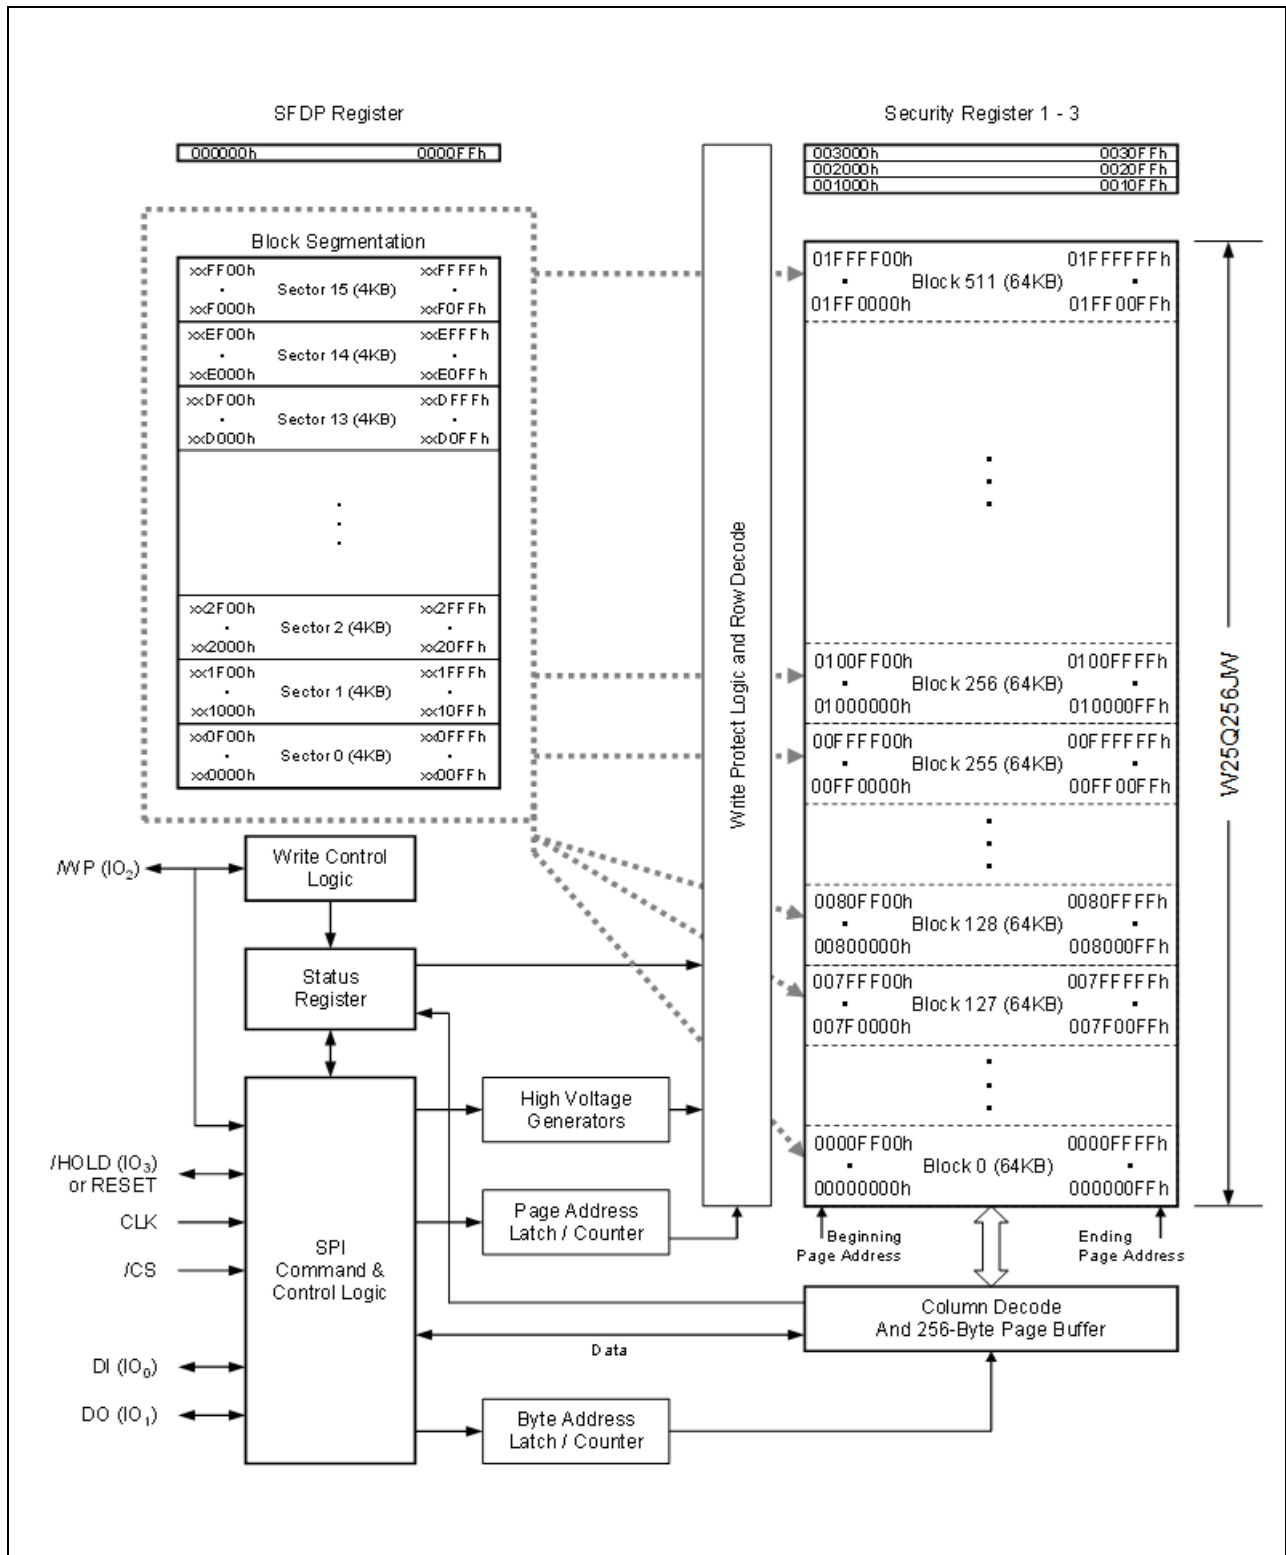 SFDP Register
000000h 0000FFh
Security Register 1 - 3
003000h 0030FFh
002000h 0020FFh
001000h 0010FFh
Block Segmentation
xxFF00h xxFFFFh
Sector 15 (4KB)
xxF000h xxF0FFh
xxEF00h xxEFFFh
Sector 14 (4KB)
xxE000h xxE0FFh
xxDF00h xxDFFFh
Sector 13 (4KB)
xxD000h xxD0FFh
xx2F00h xx2FFFh
Sector 2 (4KB)
xx2000h xx20FFh
xx1F00h xx1FFFh
Sector 1 (4KB)
xx1000h xx10FFh
xx0F00h xx0FFFh
Sector 0 (4KB)
xx0000h xx00FFh
Write Protect Logic and Row Decode
01FFFF00h 01FFFFFFh
Block 511 (64KB)
01FF0000h 01FF00FFh
0100FF00h 0100FFFFh
Block 256 (64KB)
01000000h 010000FFh
00FFFF00h 00FFFFFFh
Block 255 (64KB)
00FF0000h 00FF00FFh
0080FF00h 0080FFFFh
Block 128 (64KB)
00800000h 008000FFh
007FFF00h 007FFFFFh
Block 127 (64KB)
007F0000h 007F00FFh
0000FF00h 0000FFFFh
Block 0 (64KB)
00000000h 000000FFh
W25Q256JW
Beginning
Page Address
Ending
Page Address
/WP (IO2)
Write Control
Logic
Status
Register
High Voltage
Generators
/HOLD (IO3)
or RESET
CLK
/CS
Page Address
Latch / Counter
SPI
Command &
Control Logic
Column Decode
And 256-Byte Page Buffer
Data
DI (IO0)
DO (IO1)
Byte Address
Latch / Counter